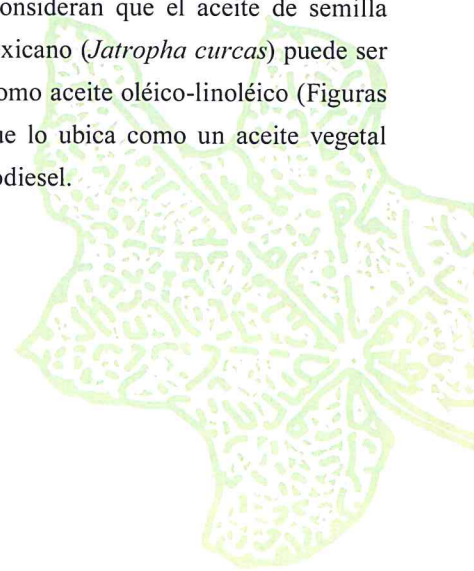 onsideran que el aceite de semilla
xicano (Jatropha curcas) puede ser
omo aceite oléico-linoléico (Figuras
ue lo ubica como un aceite vegetal
odiesel.